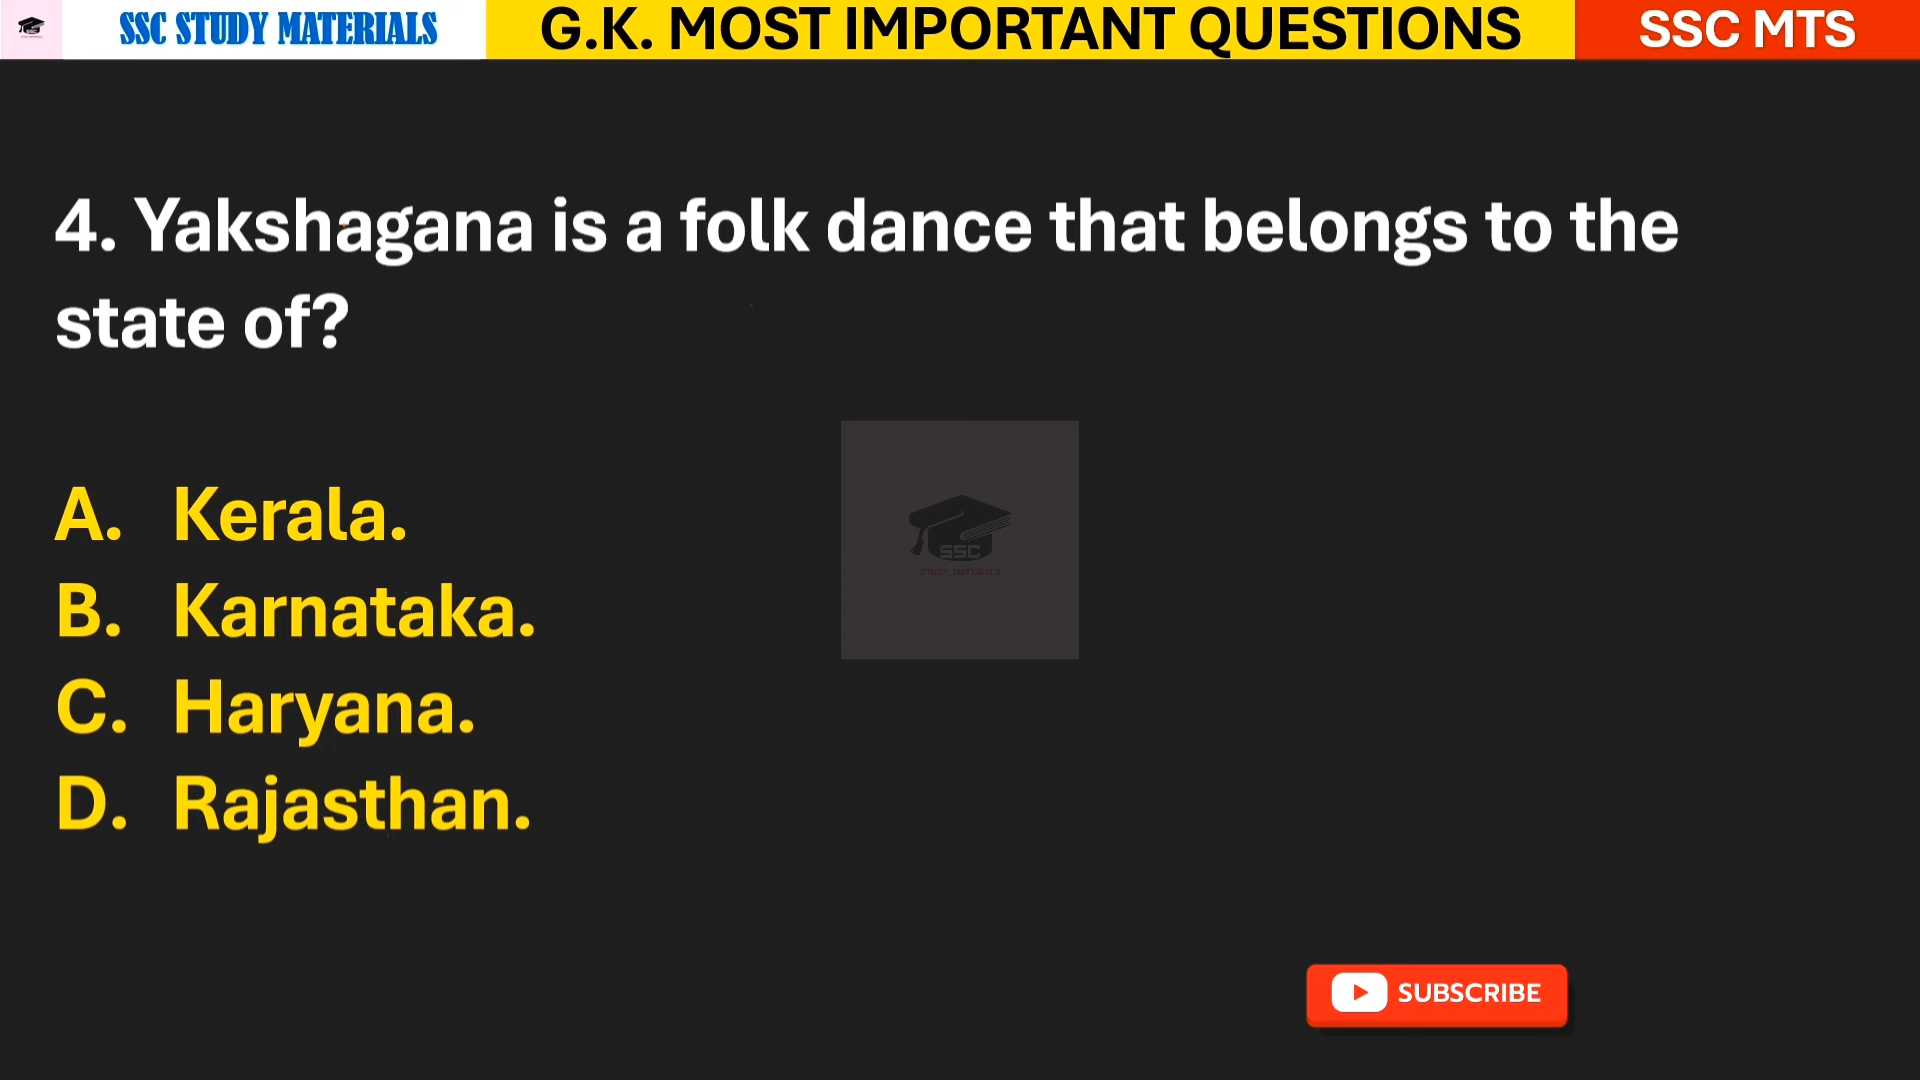 SSC STUDY MATERIALS
G.K. MOST IMPORTANT QUESTIONS
SSC MTS
4. Yakshagana is a folk dance that belongs to the
state of?
A. Kerala.
B. Karnataka.
C. Haryana.
D. Rajasthan.
SSC
STUDY_MATERIALS
SUBSCRIBE